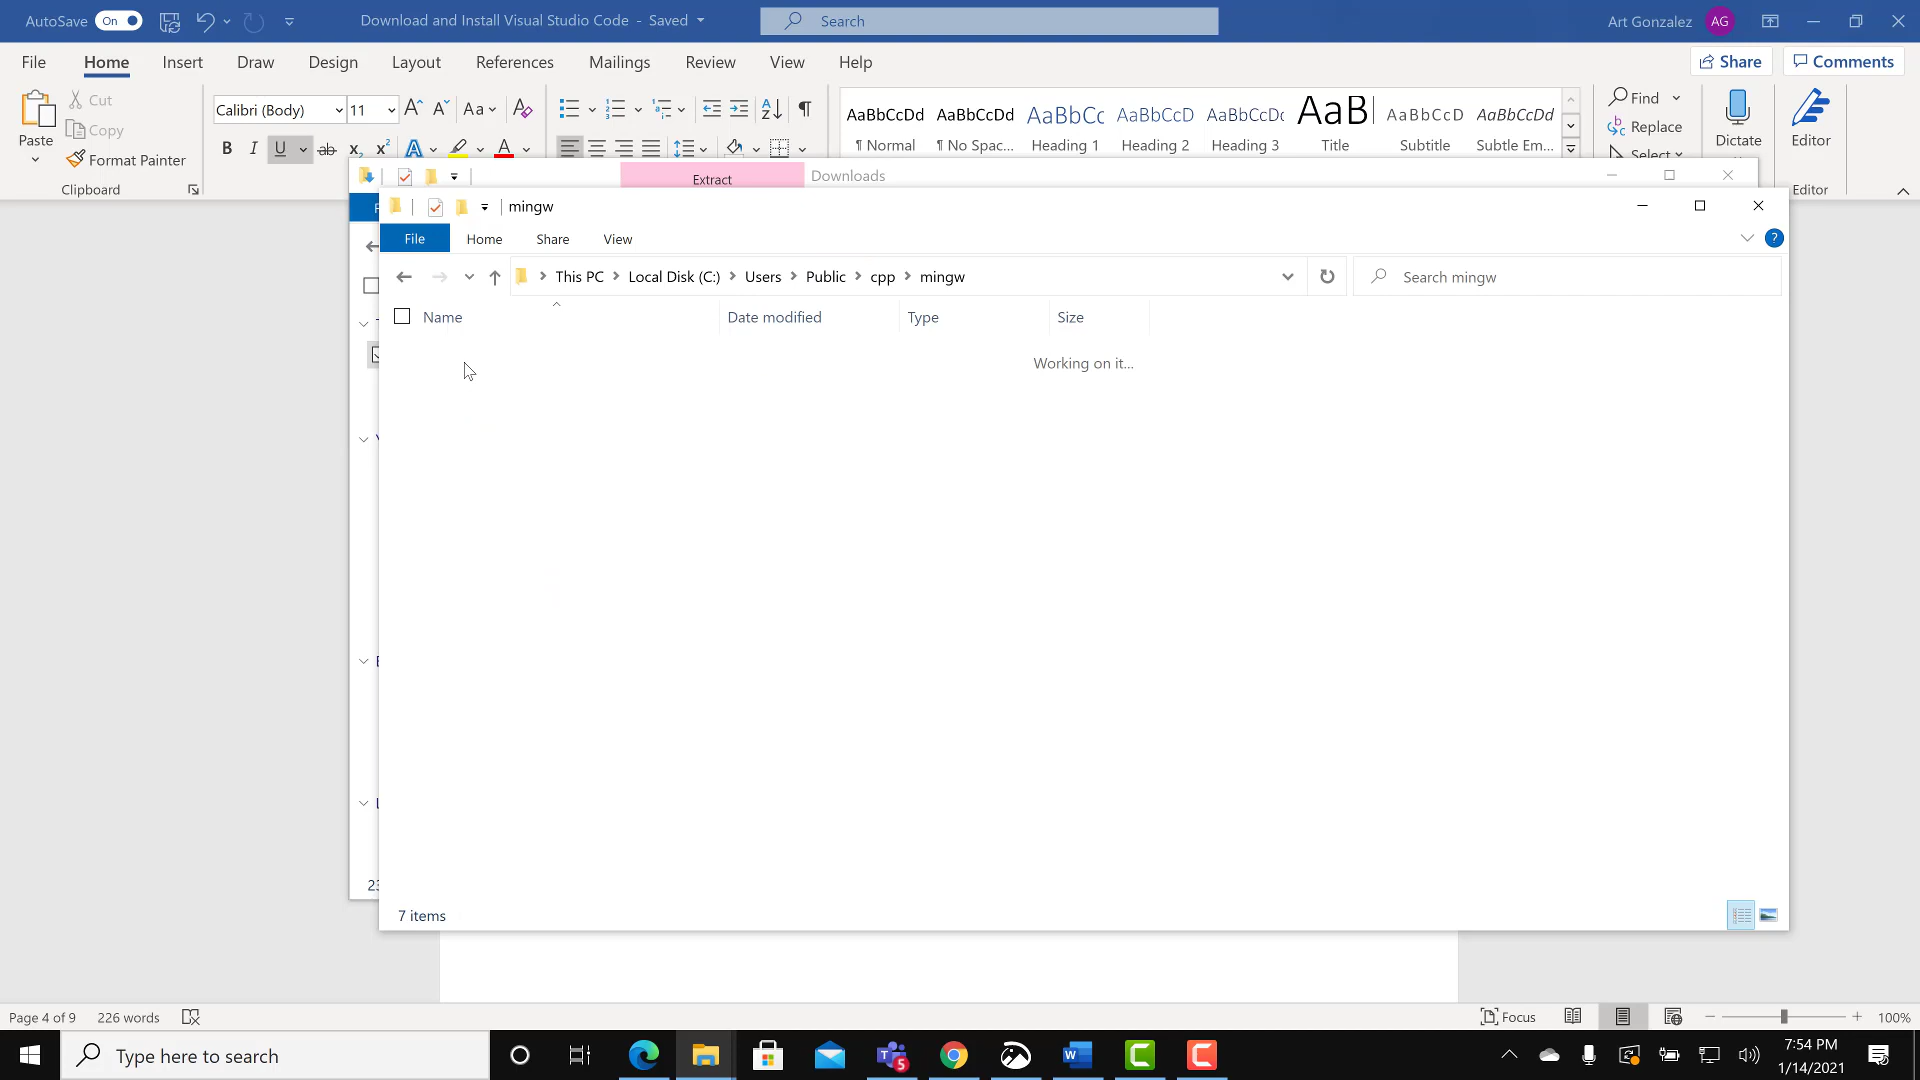 AutoSave On Download and Install Visual Studio Code - Saved Search Art Gonzalez AG
File Home Insert Draw Design Layout References Mailings Review View Help Share Comments
Paste Cut Copy Format Painter
Clipboard
Calibri (Body) 11 Aa
B I U ab x₂ x²
AaBbCcDd AaBbCcDd AaBbCc AaBbCcD AaBbCcDc AaB AaBbCcD AaBbCcDd
¶ Normal ¶ No Spac... Heading 1 Heading 2 Heading 3 Title Subtitle Subtle Em...
Find
Replace
Select
Dictate
Editor
Editor
Extract Downloads
mingw
File Home Share View
This PC Local Disk (C:) Users Public cpp mingw Search mingw
Name Date modified Type Size
Working on it...
7 items
Page 4 of 9 226 words Focus 100%
Type here to search
5
7:54 PM
1/14/2021